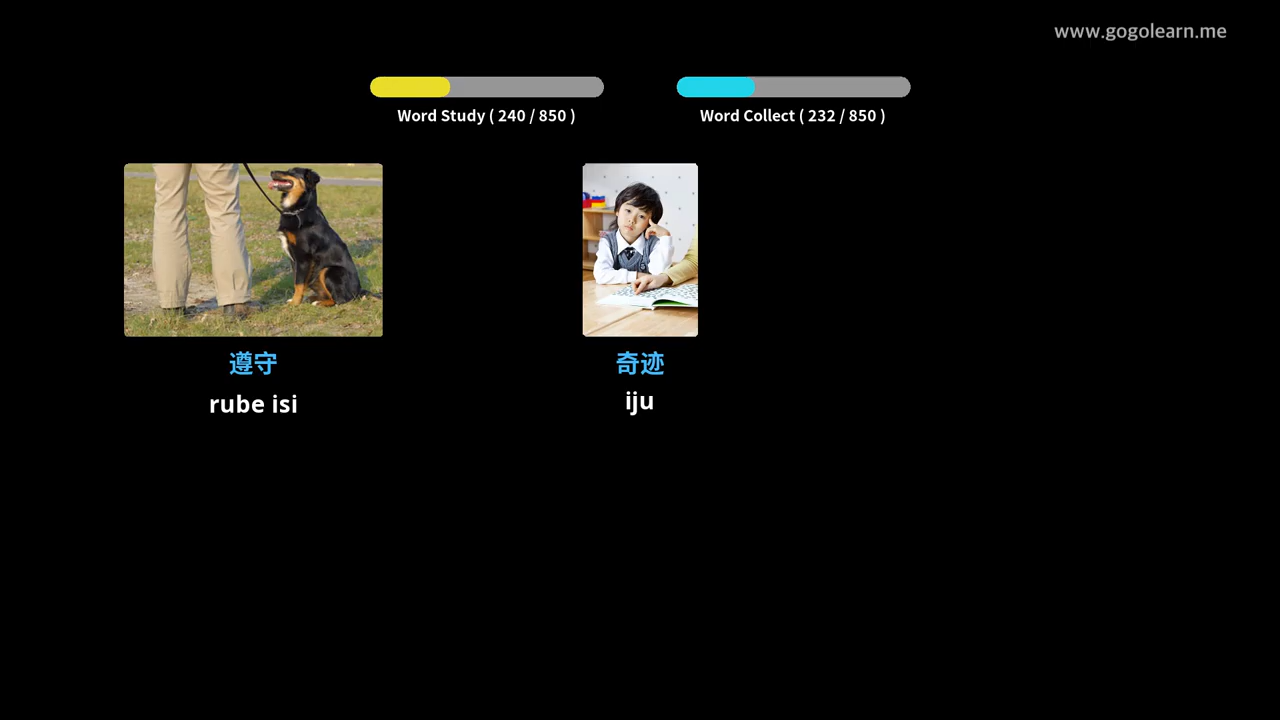 www.gogolearn.me
Word Study ( 240 / 850 )
Word Collect ( 232 / 850 )
遵守
rube isi
奇迹
iju